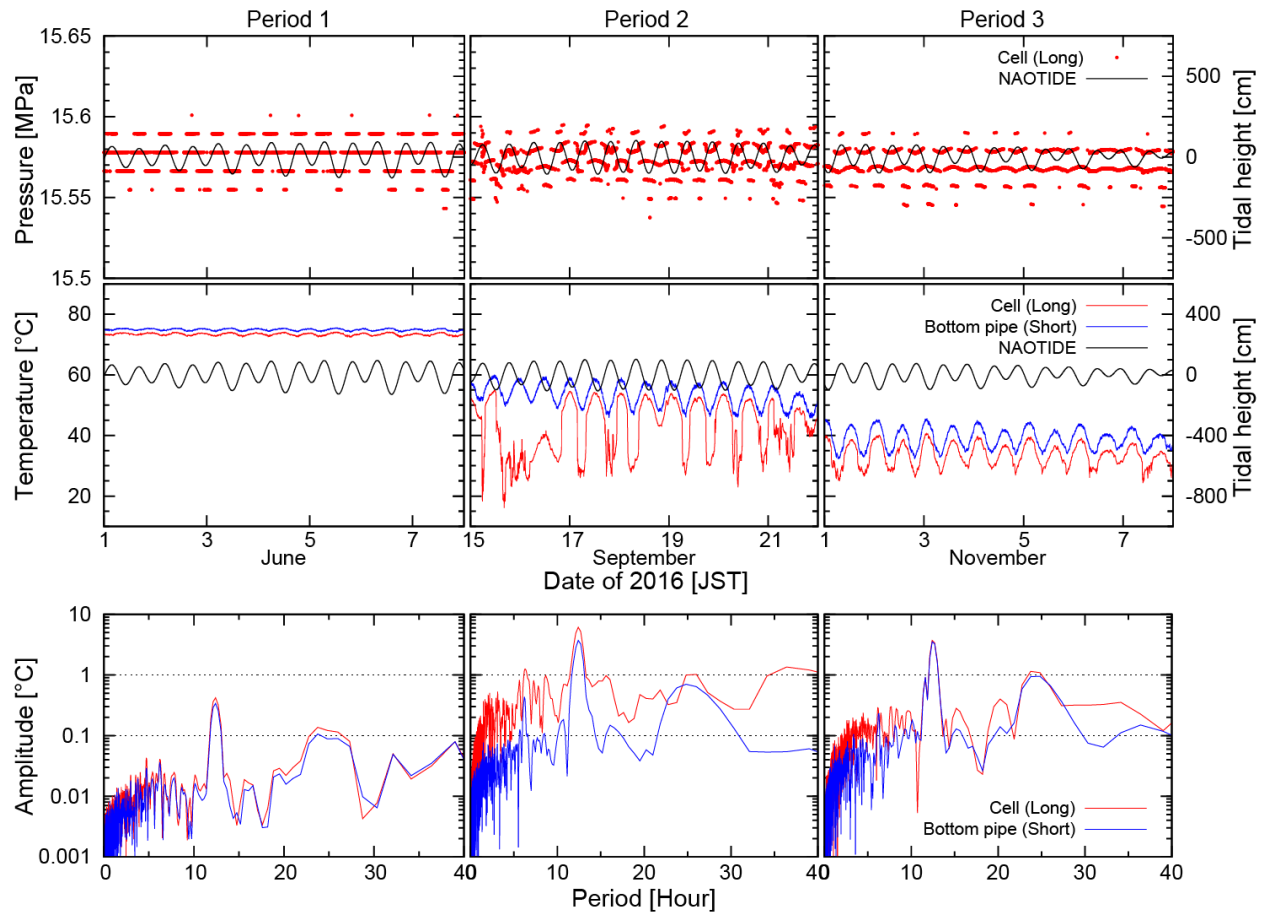 Period 1 Period 2 Period 3
15.65
15.6
15.55
15.5
Pressure [MPa]
Cell (Long)
NAOTIDE
500
0
-500
Tidal height [cm]
80
60
40
20
Temperature [°C]
Cell (Long)
Bottom pipe (Short)
NAOTIDE
400
0
-400
-800
Tidal height [cm]
1 3 5 7 15 17 19 21 1 3 5 7
June September November
Date of 2016 [JST]
10
1
0.1
0.01
0.001
Amplitude [°C]
Cell (Long)
Bottom pipe (Short)
0 10 20 30 40 0 10 20 30 40 0 10 20 30 40
Period [Hour]